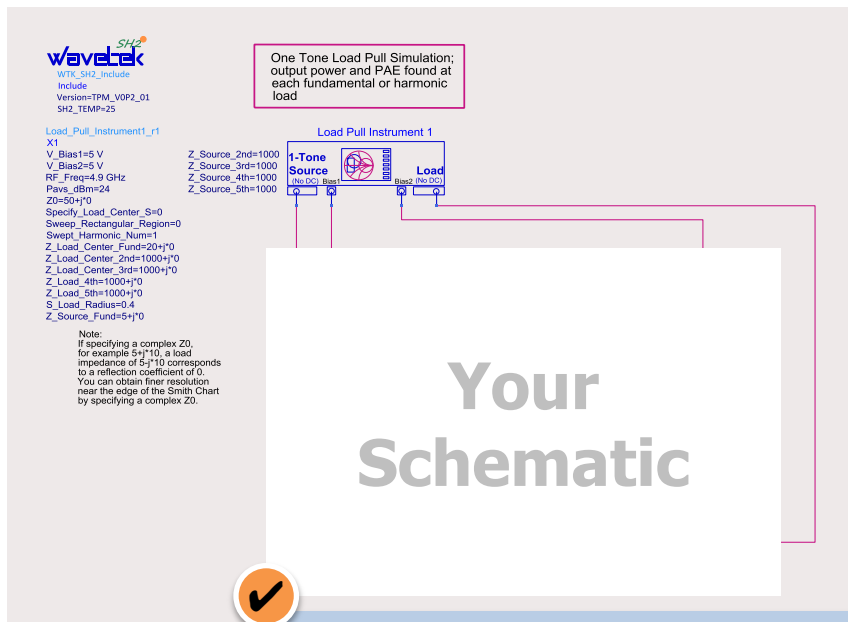 SH2
wavetek
WTK_SH2_Include
Include
Version=TPM_V0P2_01
SH2_TEMP=25
One Tone Load Pull Simulation;
output power and PAE found at
each fundamental or harmonic
load
Load_Pull_Instrument1_r1
X1
V_Bias1=5 V
V_Bias2=5 V
RF_Freq=4.9 GHz
Pavs_dBm=24
Z0=50+j*0
Specify_Load_Center_S=0
Sweep_Rectangular_Region=0
Swept_Harmonic_Num=1
Z_Load_Center_Fund=20+j*0
Z_Load_Center_2nd=1000+j*0
Z_Load_Center_3rd=1000+j*0
Z_Load_4th=1000+j*0
Z_Load_5th=1000+j*0
S_Load_Radius=0.4
Z_Source_Fund=5+j*0
Z_Source_2nd=1000
Z_Source_3rd=1000
Z_Source_4th=1000
Z_Source_5th=1000
Load Pull Instrument 1
1-Tone
Source
(No DC)
Bias1
Bias2
Load
(No DC)
Note:
If specifying a complex Z0,
for example 5+j*10, a load
impedance of 5-j*10 corresponds
to a reflection coefficient of 0.
You can obtain finer resolution
near the edge of the Smith Chart
by specifying a complex Z0.
Your
Schematic